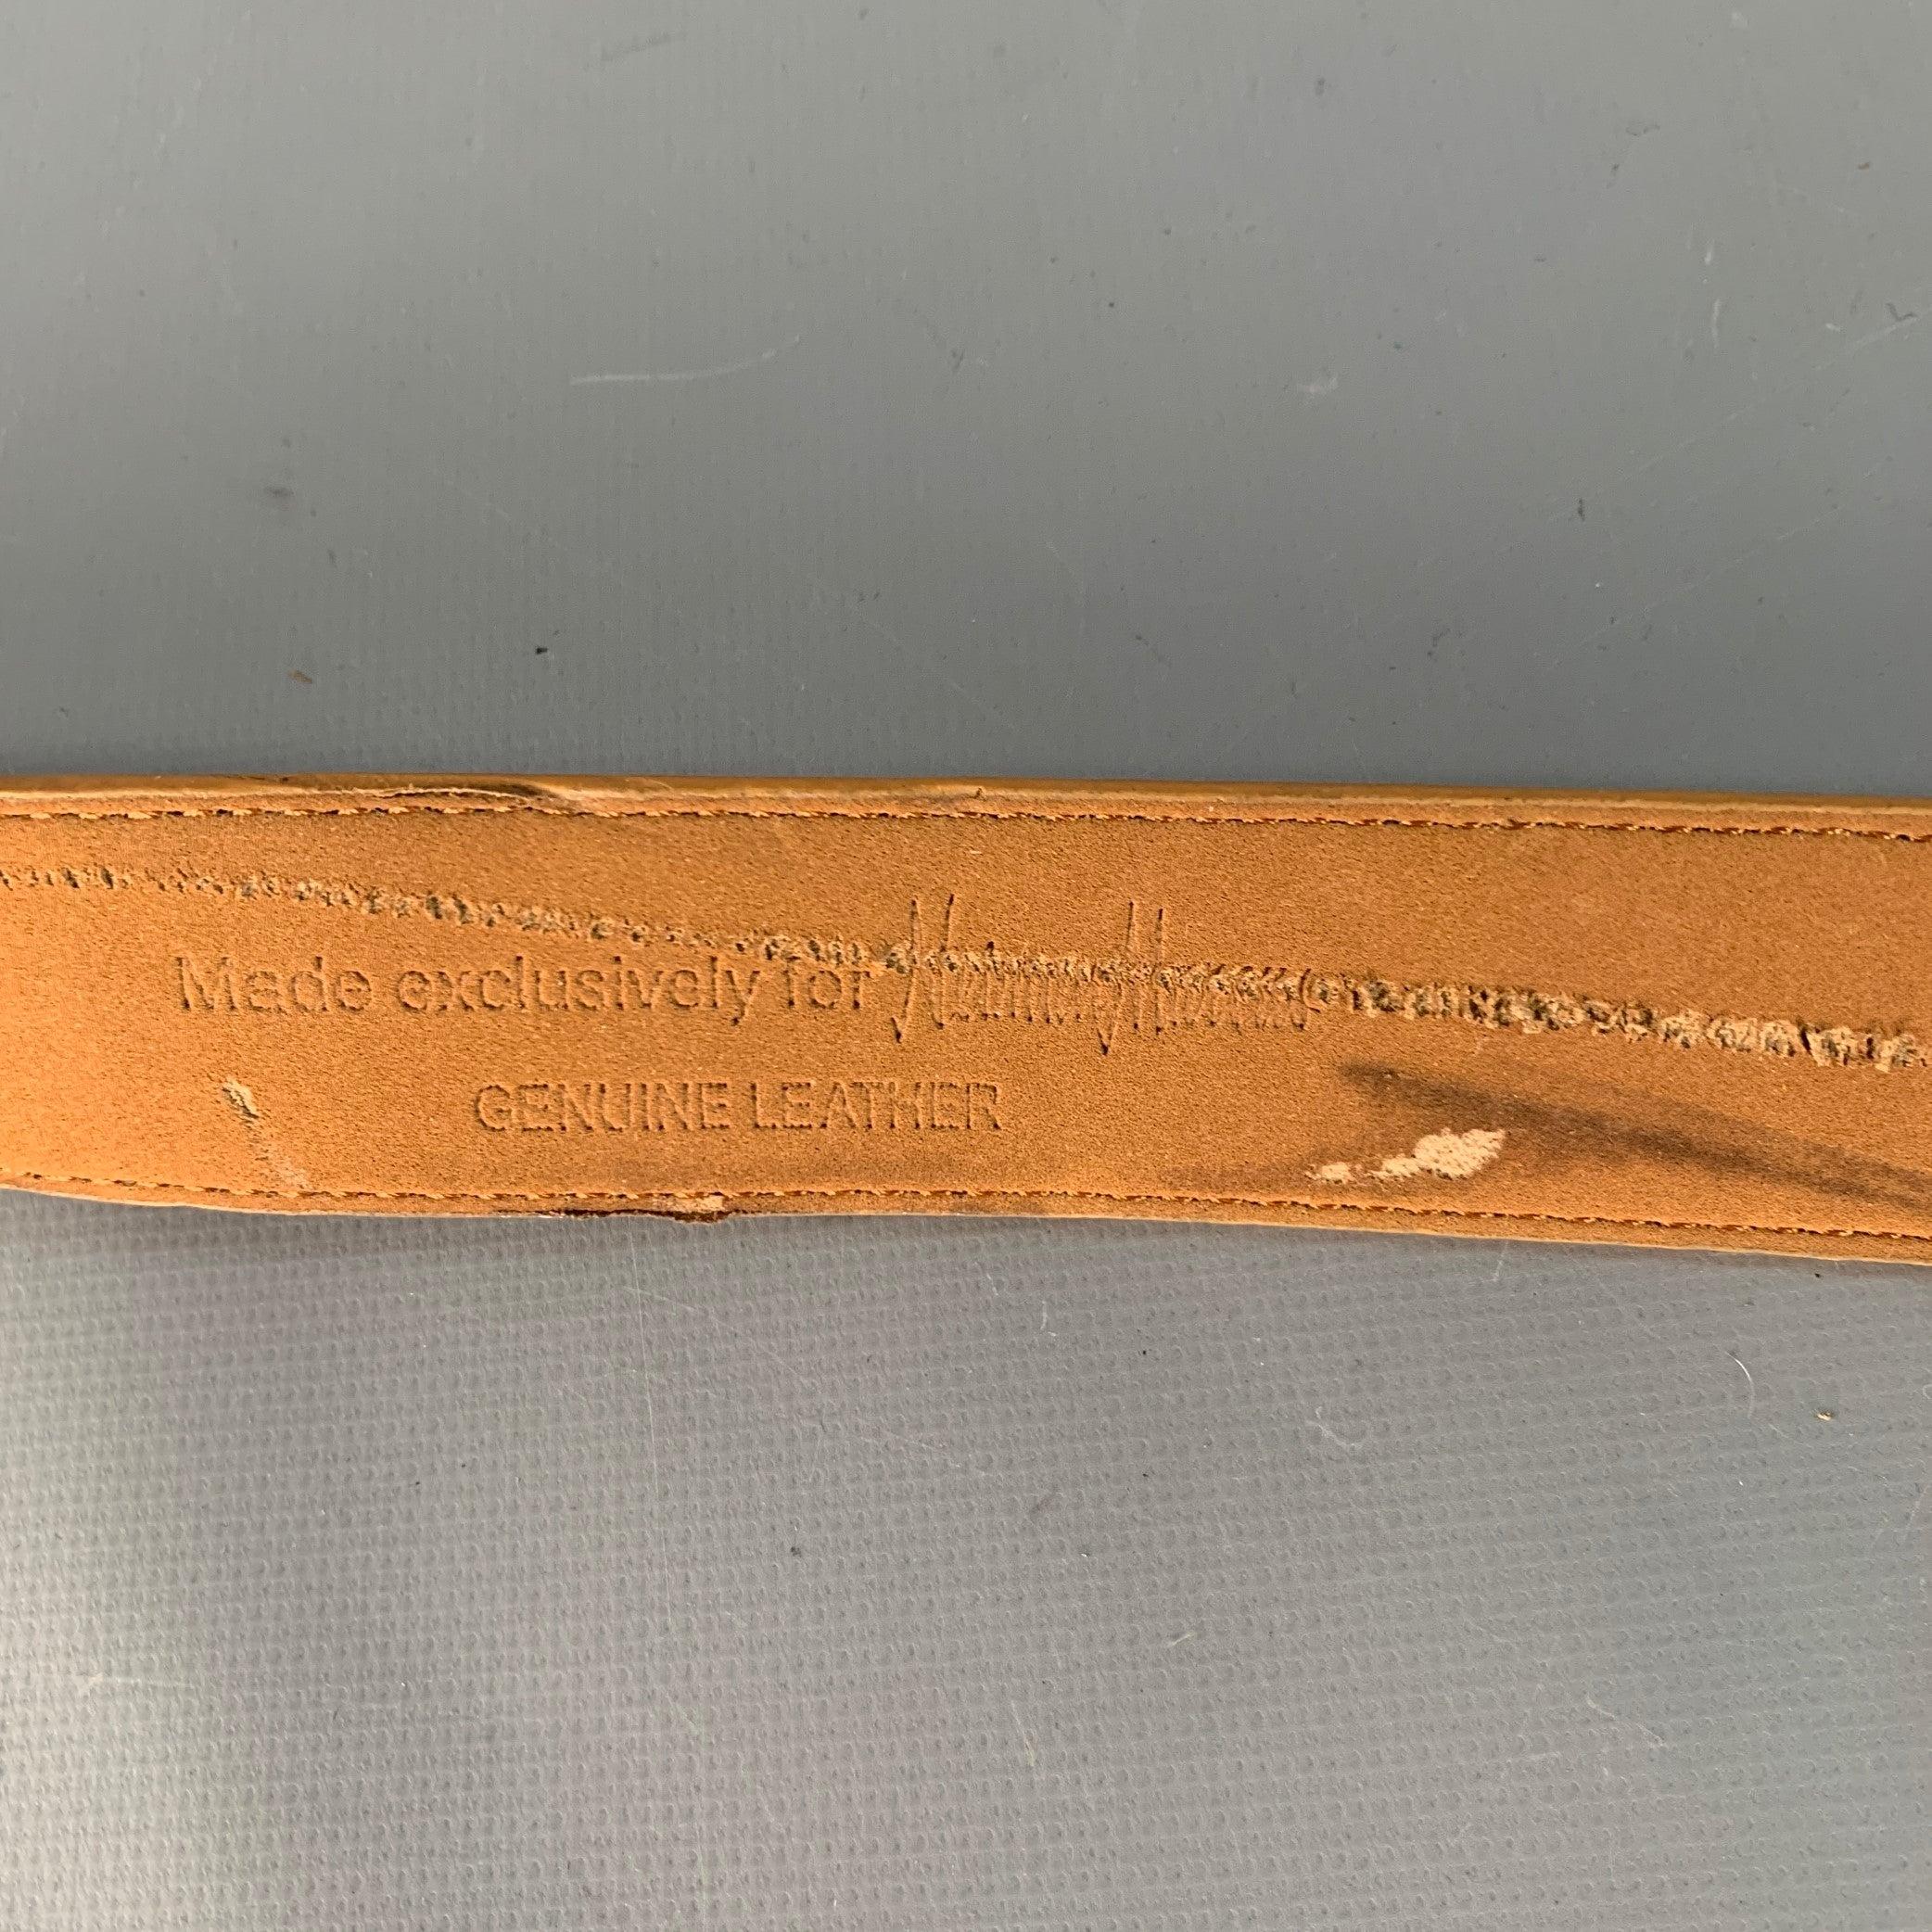 Made exclusively for Neiman Marcus
GENUINE LEATHER